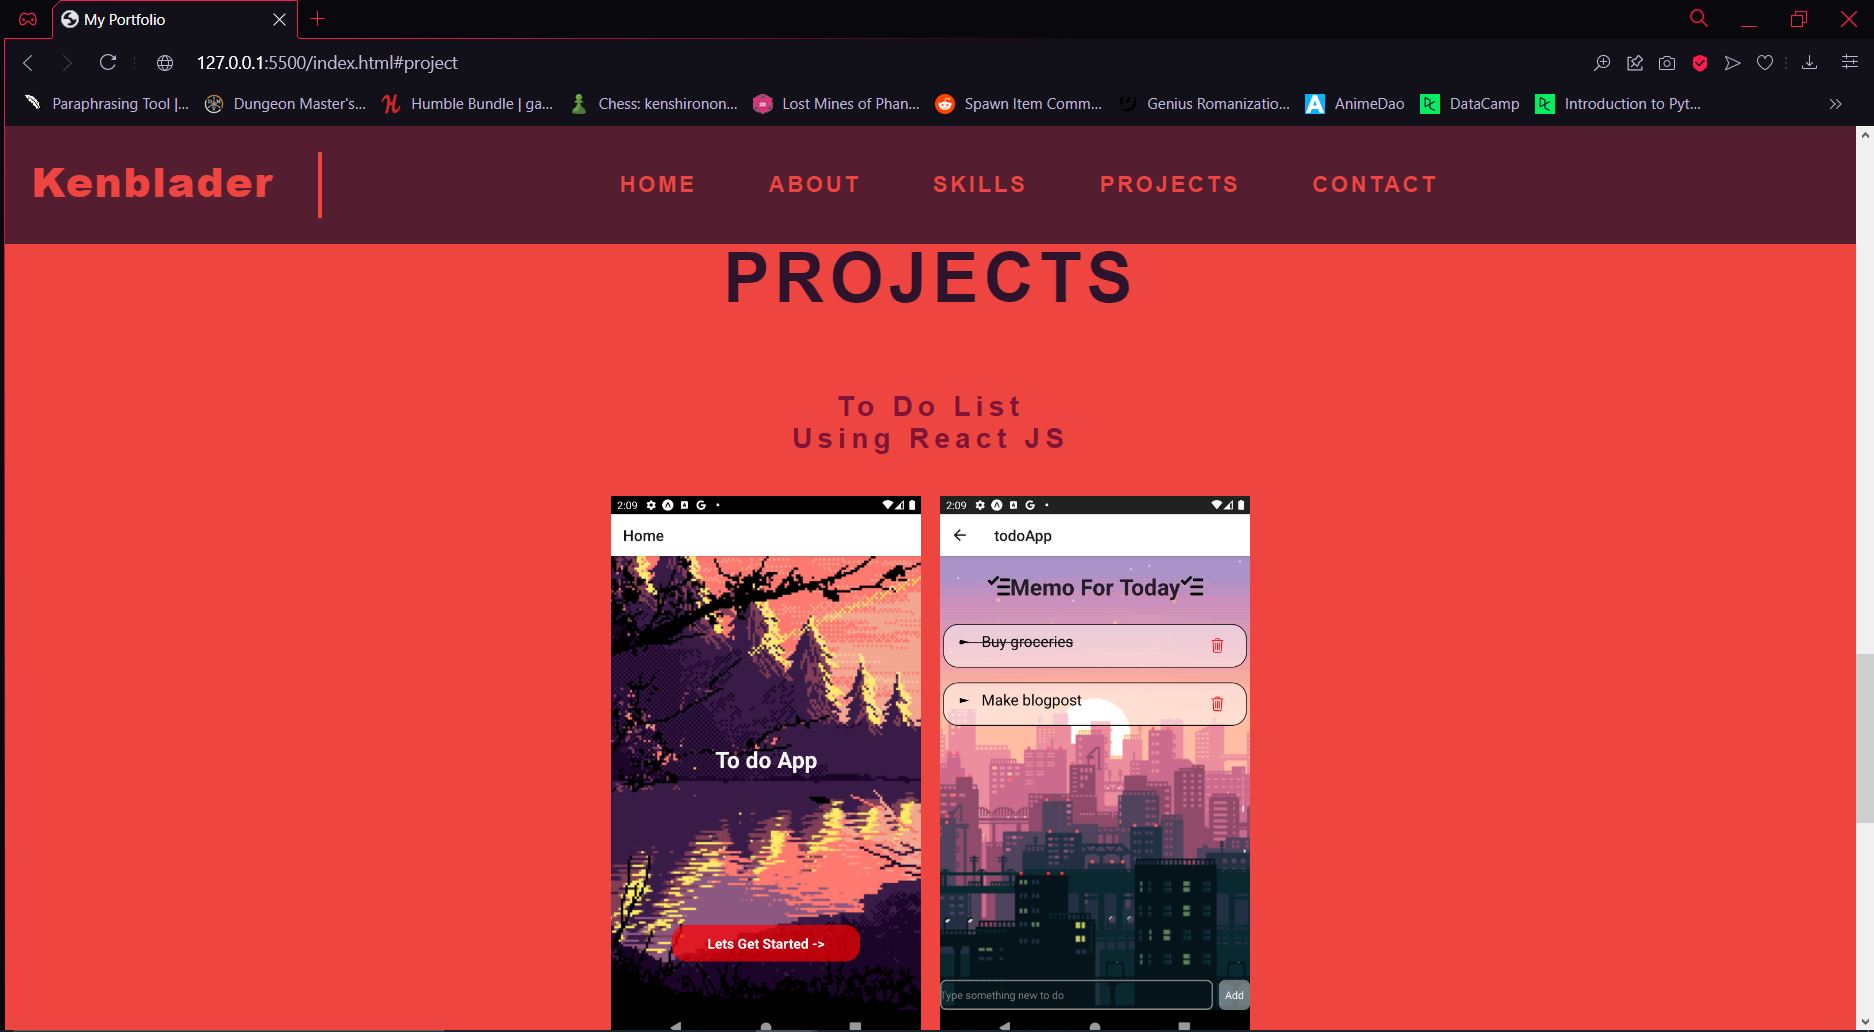 My Portfolio
127.0.0.1:5500/index.html#project
Paraphrasing Tool |... Dungeon Master's... Humble Bundle | ga... Chess: kenshironon... Lost Mines of Phan... Spawn Item Comm... Genius Romanizatio... AnimeDao DataCamp Introduction to Pyt...
Kenblader HOME ABOUT SKILLS PROJECTS CONTACT
PROJECTS
To Do List
Using React JS
2:09
Home
To do App
Lets Get Started ->
2:09
todoApp
Memo For Today
Buy groceries
Make blogpost
Type something new to do Add